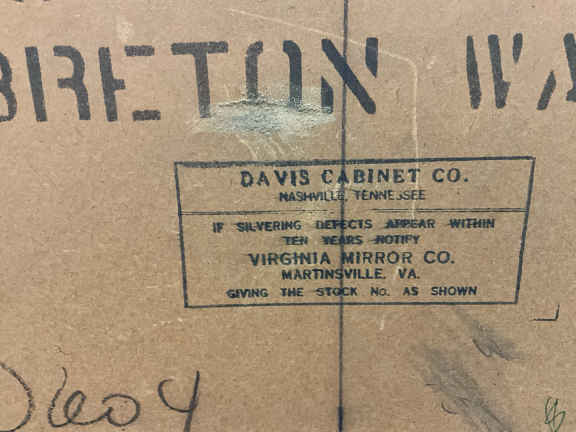 BRETON WA
DAVIS CABINET CO.
NASHVILLE, TENNESSEE
IF SILVERING DEFECTS APPEAR WITHIN
TEN YEARS NOTIFY
VIRGINIA MIRROR CO.
MARTINSVILLE, VA.
GIVING THE STOCK NO. AS SHOWN
604